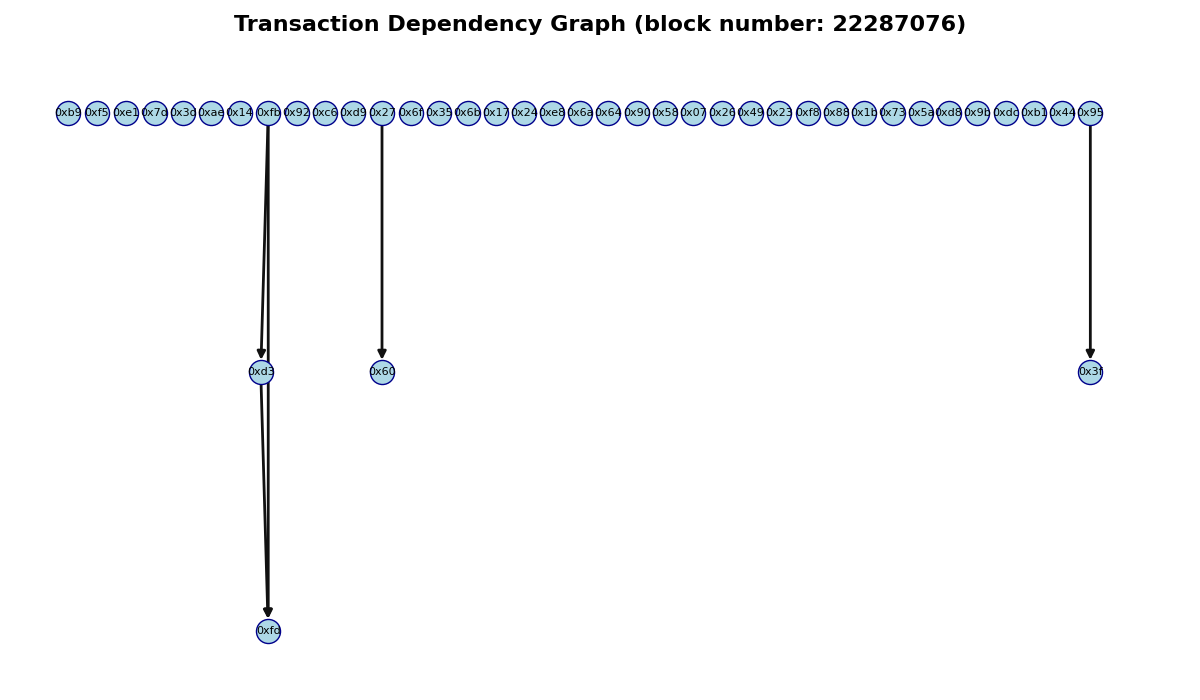 Transaction Dependency Graph (block number: 22287076)
0xb9 0xf5 0xe1 0x7d 0x3d 0xae 0x14 0xfb 0x92 0xc6 0xd9 0x27 0x6f 0x35 0x6b 0x17 0x24 0xe8 0x6a 0x64 0x90 0x58 0x07 0x26 0x49 0x23 0xf8 0x88 0x1b 0x73 0x5a 0xd8 0x9b 0xdc 0xb1 0x44 0x95
0xd3 0x60 0x3f
0xfd